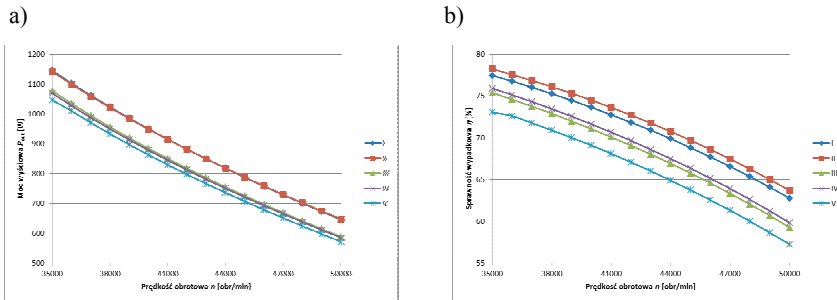 a)
b)
1200
1100
1000
900
800
700
600
500
Moc wyjściowa [W]
35000 38000 41000 44000 47000 50000
Prędkość obrotowa n [obr/min]
I
II
III
IV
V
80
75
70
65
60
55
Sprawność wypadkowa η [%]
35000 38000 41000 44000 47000 50000
Prędkość obrotowa n [obr/min]
I
II
III
IV
V